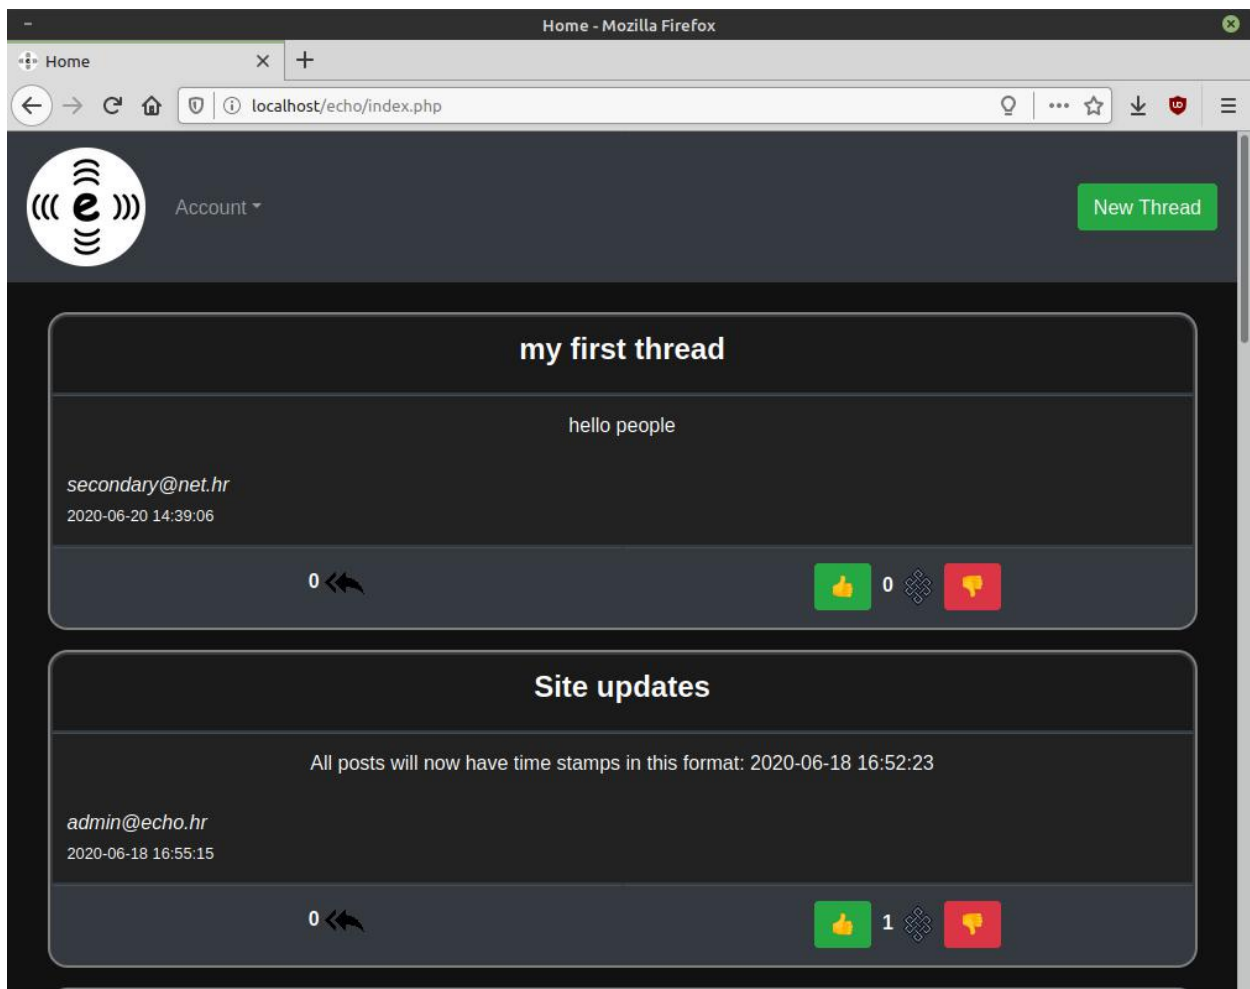 Home - Mozilla Firefox
Home
localhost/echo/index.php
((( e )))
Account
New Thread
my first thread
hello people
secondary@net.hr
2020-06-20 14:39:06
0
0
Site updates
All posts will now have time stamps in this format: 2020-06-18 16:52:23
admin@echo.hr
2020-06-18 16:55:15
0
1